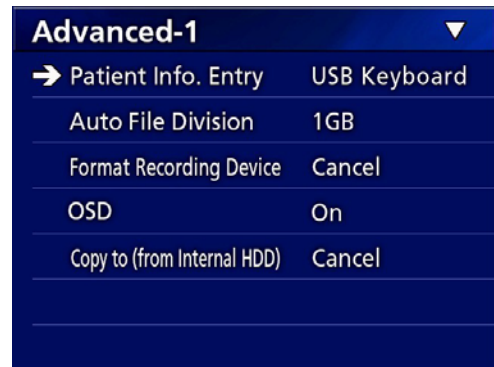 Advanced-1
Patient Info. Entry USB Keyboard
Auto File Division 1GB
Format Recording Device Cancel
OSD On
Copy to (from Internal HDD) Cancel